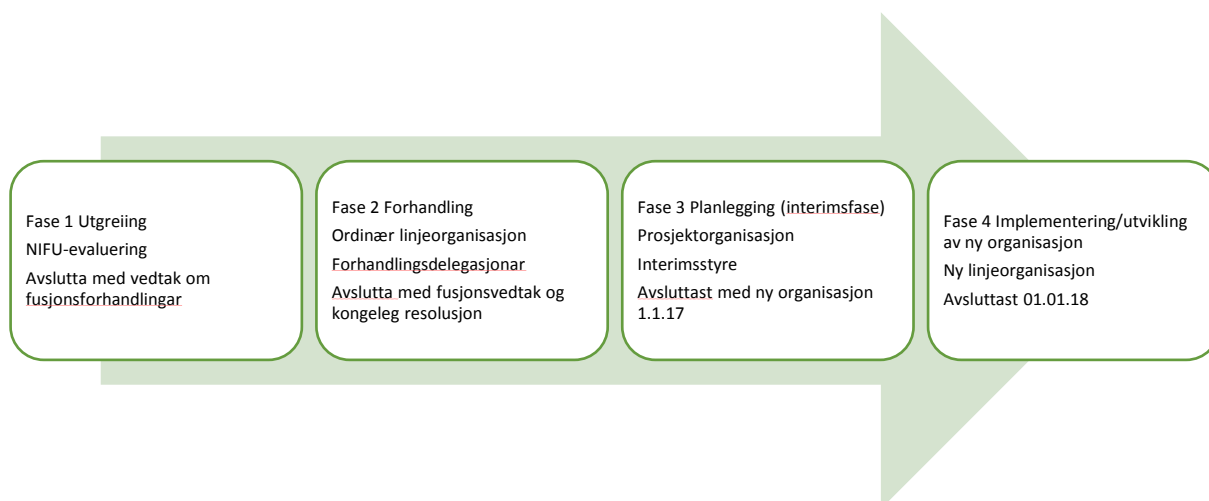 Fase 1 Utgreiing
NIFU-evaluering
Avslutta med vedtak om
fusjonsforhandlingar
Fase 2 Forhandling
Ordinær linjeorganisasjon
Forhandlingsdelegasjonar
Avslutta med fusjonsvedtak og
kongeleg resolusjon
Fase 3 Planlegging (interimsfase)
Prosjektorganisasjon
Interimsstyre
Avsluttast med ny organisasjon
1.1.17
Fase 4 Implementering/utvikling
av ny organisasjon
Ny linjeorganisasjon
Avsluttast 01.01.18